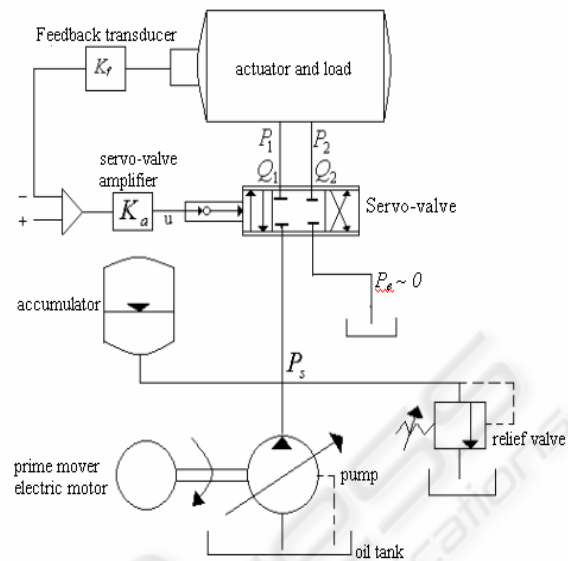 Feedback transducer
K_f
actuator and load
P_1
P_2
Q_1
Q_2
servo-valve
amplifier
−
+
K_a
u
Servo-valve
P_e ~ 0
accumulator
P_s
relief valve
prime mover
electric motor
pump
oil tank